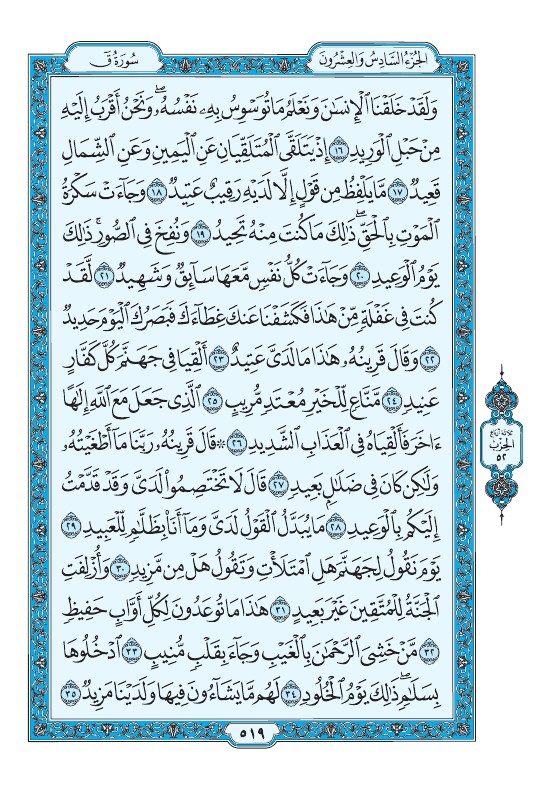 الجُزْءُ السَّادِسُ وَالعِشْرُونَ
سُورَةُ قٓ
وَلَقَدْ خَلَقْنَا ٱلْإِنسَٰنَ وَنَعْلَمُ مَا تُوَسْوِسُ بِهِۦ نَفْسُهُۥۖ وَنَحْنُ أَقْرَبُ إِلَيْهِ
مِنْ حَبْلِ ٱلْوَرِيدِ ١٦ إِذْ يَتَلَقَّى ٱلْمُتَلَقِّيَانِ عَنِ ٱلْيَمِينِ وَعَنِ ٱلشِّمَالِ
قَعِيدٌ ١٧ مَّا يَلْفِظُ مِن قَوْلٍ إِلَّا لَدَيْهِ رَقِيبٌ عَتِيدٌ ١٨ وَجَآءَتْ سَكْرَةُ
ٱلْمَوْتِ بِٱلْحَقِّۖ ذَٰلِكَ مَا كُنتَ مِنْهُ تَحِيدُ ١٩ وَنُفِخَ فِى ٱلصُّورِۚ ذَٰلِكَ
يَوْمُ ٱلْوَعِيدِ ٢٠ وَجَآءَتْ كُلُّ نَفْسٍ مَّعَهَا سَآئِقٌ وَشَهِيدٌ ٢١ لَّقَدْ
كُنتَ فِى غَفْلَةٍ مِّنْ هَٰذَا فَكَشَفْنَا عَنكَ غِطَآءَكَ فَبَصَرُكَ ٱلْيَوْمَ حَدِيدٌ
٢٢ وَقَالَ قَرِينُهُۥ هَٰذَا مَا لَدَىَّ عَتِيدٌ ٢٣ أَلْقِيَا فِى جَهَنَّمَ كُلَّ كَفَّارٍ
عَنِيدٍ ٢٤ مَّنَّاعٍ لِّلْخَيْرِ مُعْتَدٍ مُّرِيبٍ ٢٥ ٱلَّذِى جَعَلَ مَعَ ٱللَّهِ إِلَٰهًا
ءَاخَرَ فَأَلْقِيَاهُ فِى ٱلْعَذَابِ ٱلشَّدِيدِ ٢٦ ۞ قَالَ قَرِينُهُۥ رَبَّنَا مَآ أَطْغَيْتُهُۥ
وَلَٰكِن كَانَ فِى ضَلَٰلٍۭ بَعِيدٍ ٢٧ قَالَ لَا تَخْتَصِمُوا۟ لَدَىَّ وَقَدْ قَدَّمْتُ
إِلَيْكُم بِٱلْوَعِيدِ ٢٨ مَا يُبَدَّلُ ٱلْقَوْلُ لَدَىَّ وَمَآ أَنَا۠ بِظَلَّٰمٍ لِّلْعَبِيدِ ٢٩
يَوْمَ نَقُولُ لِجَهَنَّمَ هَلِ ٱمْتَلَأْتِ وَتَقُولُ هَلْ مِن مَّزِيدٍ ٣٠ وَأُزْلِفَتِ
ٱلْجَنَّةُ لِلْمُتَّقِينَ غَيْرَ بَعِيدٍ ٣١ هَٰذَا مَا تُوعَدُونَ لِكُلِّ أَوَّابٍ حَفِيظٍ
٣٢ مَّنْ خَشِىَ ٱلرَّحْمَٰنَ بِٱلْغَيْبِ وَجَآءَ بِقَلْبٍ مُّنِيبٍ ٣٣ ٱدْخُلُوهَا
بِسَلَٰمٍۖ ذَٰلِكَ يَوْمُ ٱلْخُلُودِ ٣٤ لَهُم مَّا يَشَآءُونَ فِيهَا وَلَدَيْنَا مَزِيدٌ ٣٥
ثلاثة أرباع
الحزب
٥٢
٥١٩